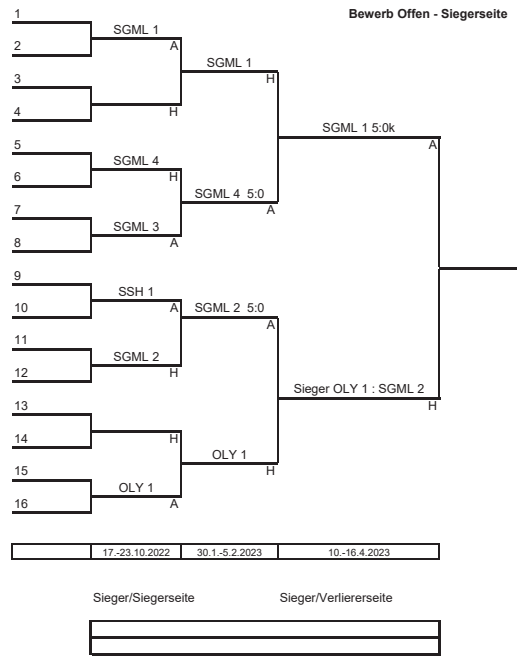 Bewerb Offen - Siegerseite
1
SGML 1
2
A
SGML 1
3
H
4
H
SGML 1 5:0k
A
5
SGML 4
6
H
SGML 4 5:0
7
A
SGML 3
8
A
9
SSH 1
10
A
SGML 2 5:0
A
11
SGML 2
12
H
Sieger OLY 1 : SGML 2
13
H
14
H
OLY 1
15
H
OLY 1
16
A
17.-23.10.2022 30.1.-5.2.2023 10.-16.4.2023
Sieger/Siegerseite Sieger/Verliererseite